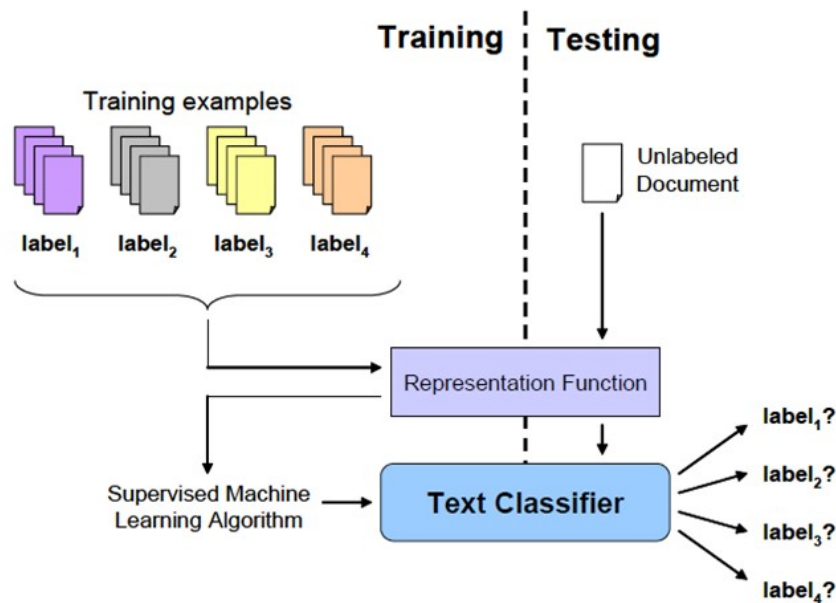 Training
Testing
Training examples
label₁
label₂
label₃
label₄
Unlabeled
Document
Representation Function
Supervised Machine
Learning Algorithm
Text Classifier
label₁?
label₂?
label₃?
label₄?